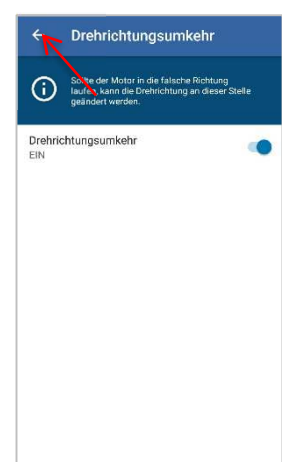 Drehrichtungsumkehr
Sollte der Motor in die falsche Richtung
laufen, kann die Drehrichtung an dieser Stelle
geändert werden.
Drehrichtungsumkehr
EIN